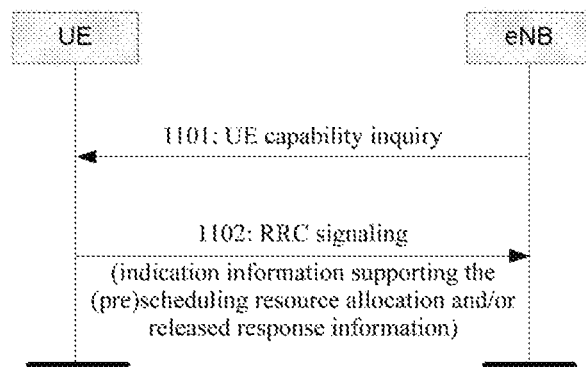 UE
eNB
1101: UE capability inquiry
1102: RRC signaling
(indication information supporting the
(pre)scheduling resource allocation and/or
released response information)